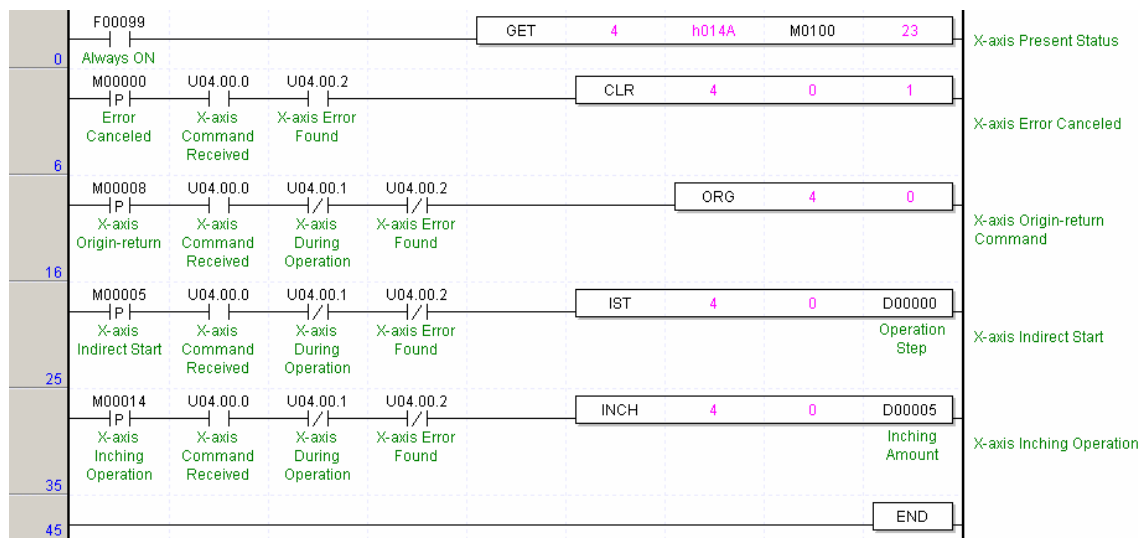 F00099
GET 4 h014A M0100 23
X-axis Present Status
0 Always ON
M00000 U04.00.0 U04.00.2
P
CLR 4 0 1
Error X-axis X-axis Error
Canceled Command Found
Received
X-axis Error Canceled
6
M00008 U04.00.0 U04.00.1 U04.00.2
P
ORG 4 0
X-axis X-axis X-axis X-axis Error
Origin-return Command During Found
Received Operation
X-axis Origin-return
Command
16
M00005 U04.00.0 U04.00.1 U04.00.2
P
IST 4 0 D00000
X-axis X-axis X-axis X-axis Error Operation
Indirect Start Command During Found Step
Received Operation
X-axis Indirect Start
25
M00014 U04.00.0 U04.00.1 U04.00.2
P
INCH 4 0 D00005
X-axis X-axis X-axis X-axis Error Inching
Inching Command During Found Amount
Operation Received Operation
X-axis Inching Operation
35
END
45